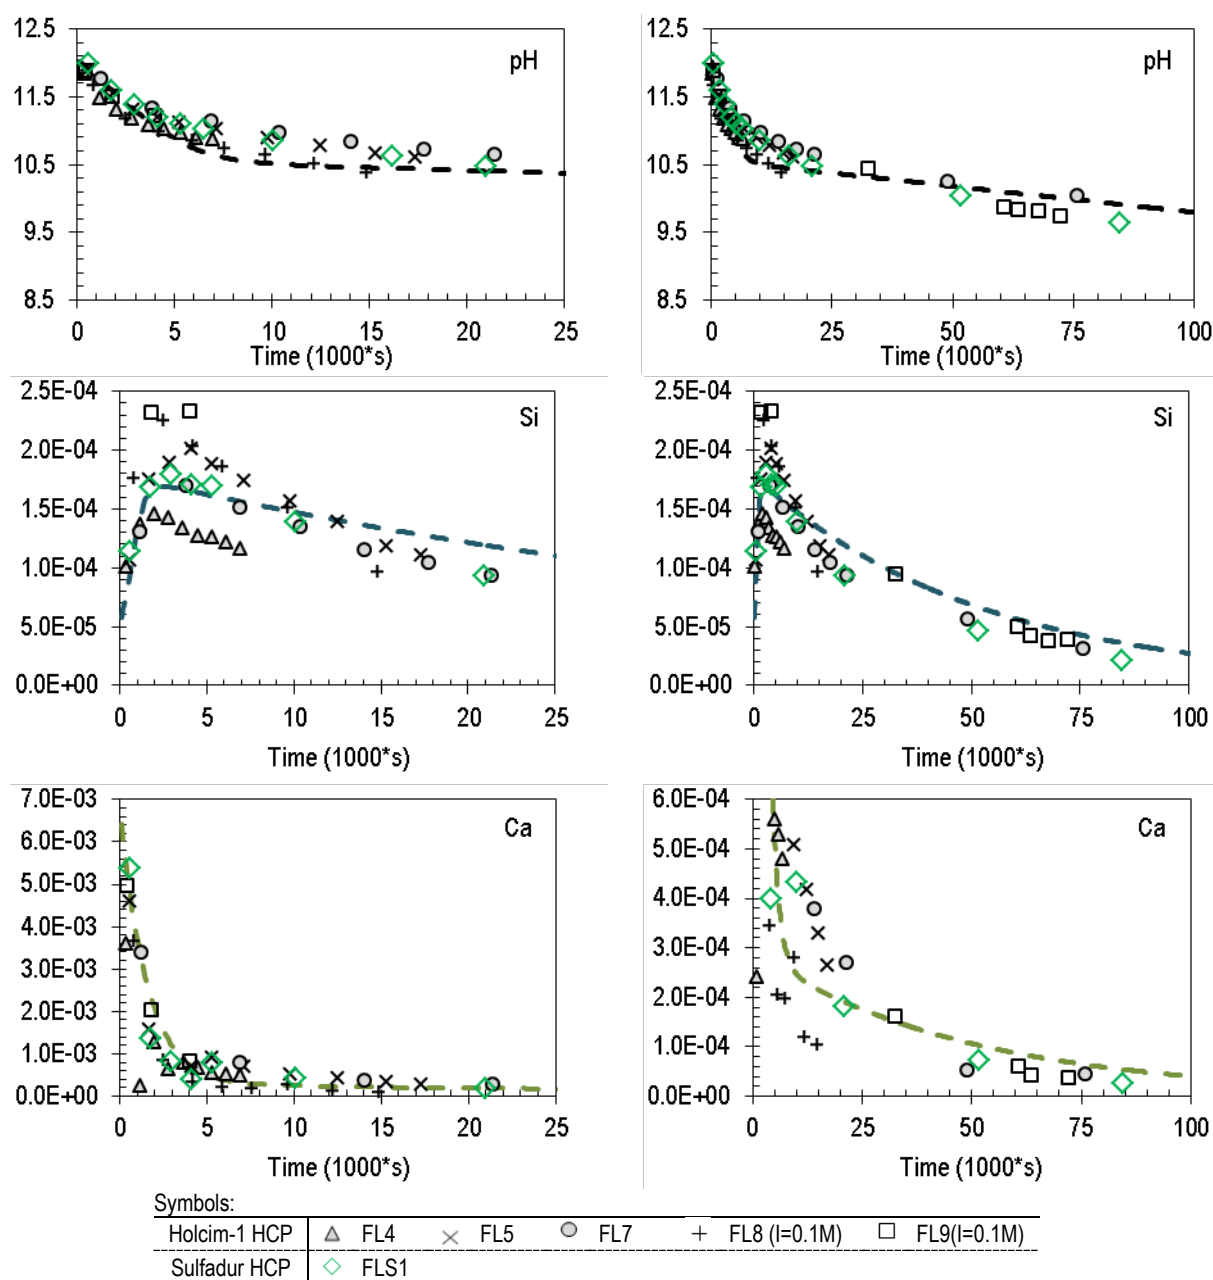 12.5
11.5
10.5
9.5
8.5
pH
0 5 10 15 20 25
Time (1000*s)
12.5
11.5
10.5
9.5
8.5
pH
0 25 50 75 100
Time (1000*s)
2.5E-04
2.0E-04
1.5E-04
1.0E-04
5.0E-05
0.0E+00
Si
0 5 10 15 20 25
Time (1000*s)
2.5E-04
2.0E-04
1.5E-04
1.0E-04
5.0E-05
0.0E+00
Si
0 25 50 75 100
Time (1000*s)
7.0E-03
6.0E-03
5.0E-03
4.0E-03
3.0E-03
2.0E-03
1.0E-03
0.0E+00
Ca
0 5 10 15 20 25
Time (1000*s)
6.0E-04
5.0E-04
4.0E-04
3.0E-04
2.0E-04
1.0E-04
0.0E+00
Ca
0 25 50 75 100
Time (1000*s)
Symbols:
Holcim-1 HCP FL4 FL5 FL7 FL8 (I=0.1M) FL9(I=0.1M)
Sulfadur HCP FLS1